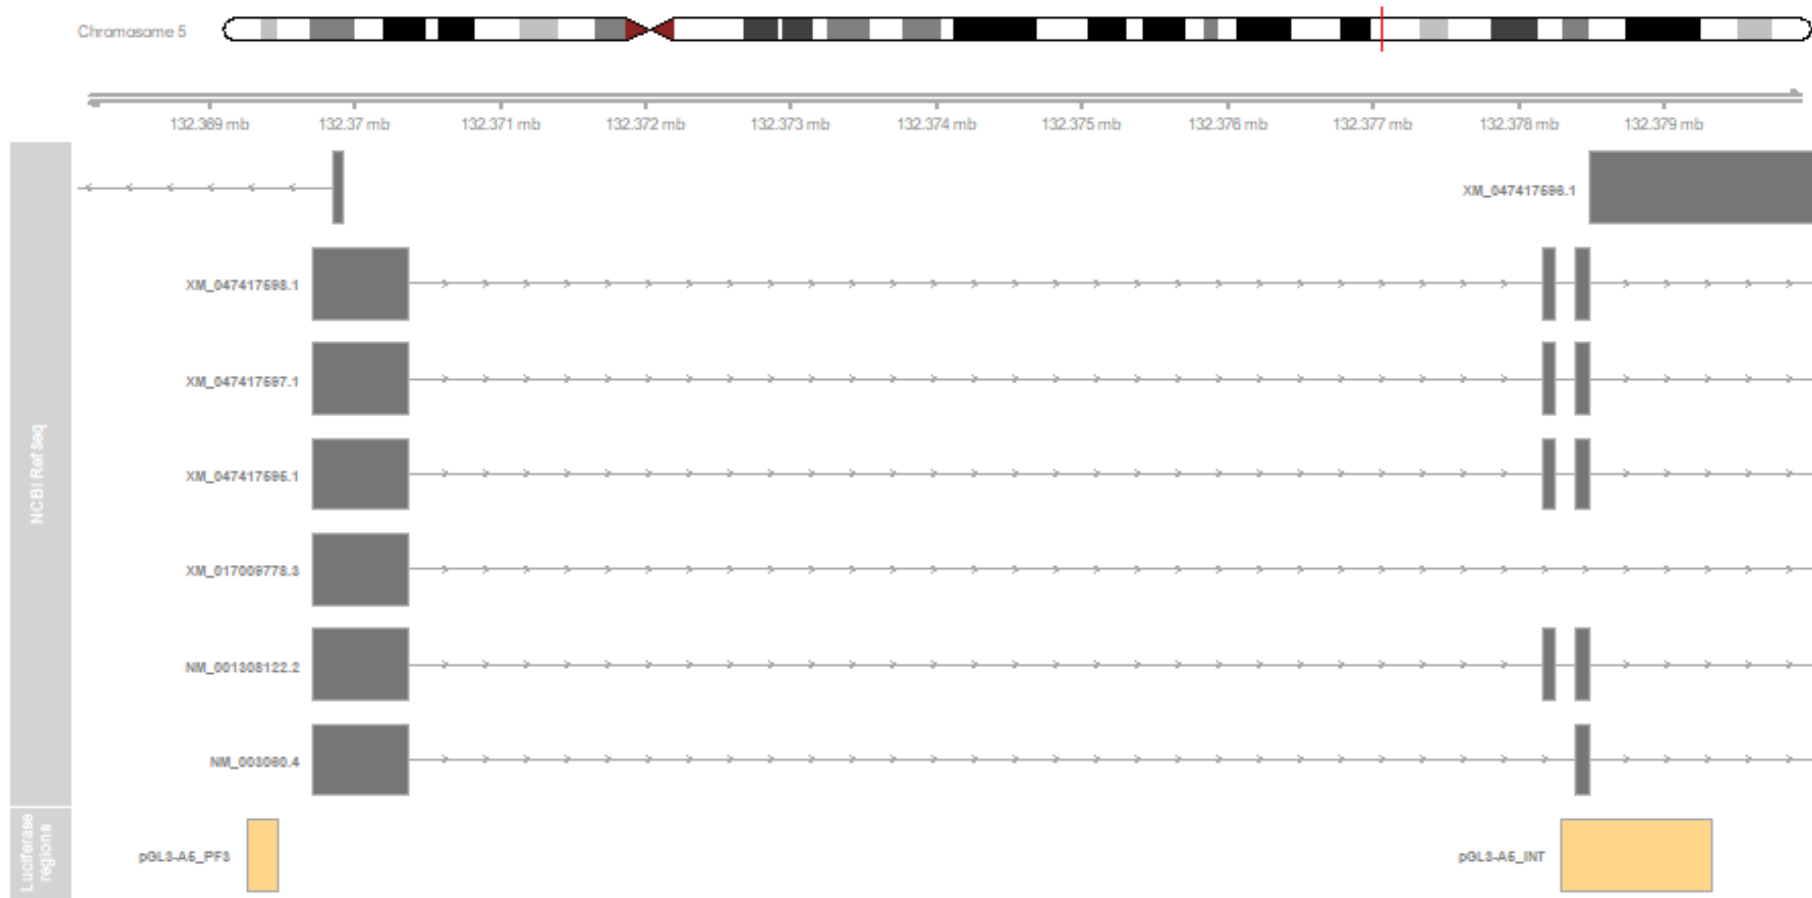 Chromosome 5
132.369 mb
132.37 mb
132.371 mb
132.372 mb
132.373 mb
132.374 mb
132.375 mb
132.376 mb
132.377 mb
132.378 mb
132.379 mb
NCBI RefSeq
XM_047417596.1
XM_047417598.1
XM_047417597.1
XM_047417595.1
XM_017009778.3
NM_001308122.2
NM_003060.4
Luciferase
regions
pGL3-A5_PF3
pGL3-A5_INT